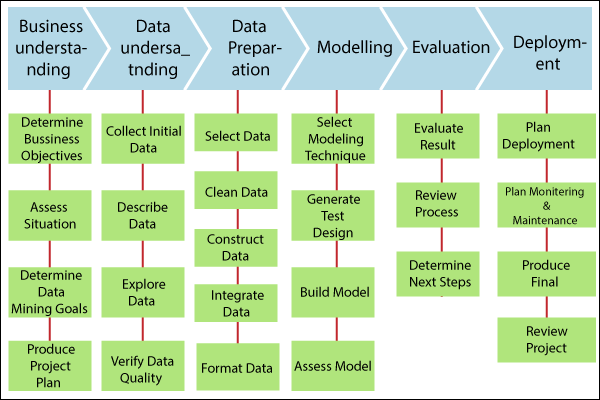 Business
understa-
nding
Data
undersa_
tnding
Data
Prepar-
ation
Modelling
Evaluation
Deploym-
ent
Determine
Bussiness
Objectives
Assess
Situation
Determine
Data
Mining Goals
Produce
Project
Plan
Collect Initial
Data
Describe
Data
Explore
Data
Verify Data
Quality
Select Data
Clean Data
Construct
Data
Integrate
Data
Format Data
Select
Modeling
Technique
Generate
Test
Design
Build Model
Assess Model
Evaluate
Result
Review
Process
Determine
Next Steps
Plan
Deployment
Plan Monitering
&
Maintenance
Produce
Final
Review
Project